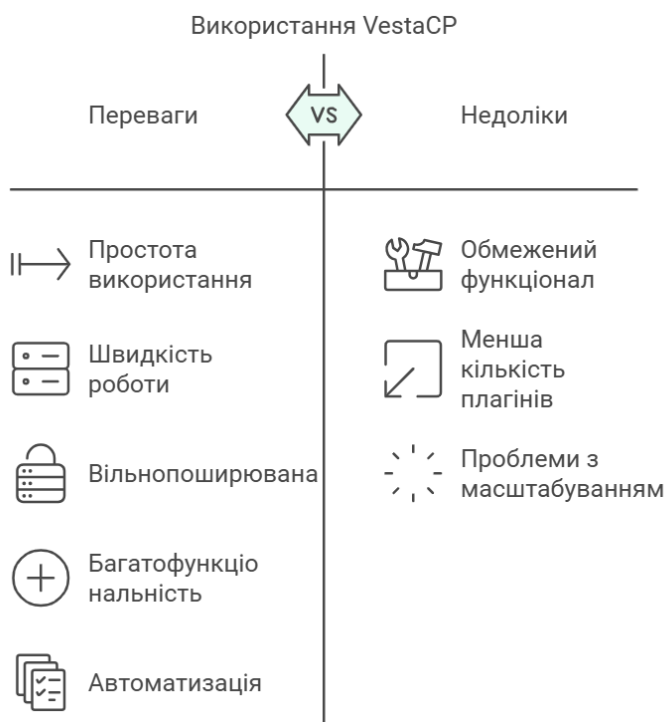 Використання VestaCP
Переваги
VS
Недоліки
Простота
використання
Швидкість
роботи
Вільнопоширювана
Багатофункціо
нальність
Автоматизація
Обмежений
функціонал
Менша
кількість
плагінів
Проблеми з
масштабуванням